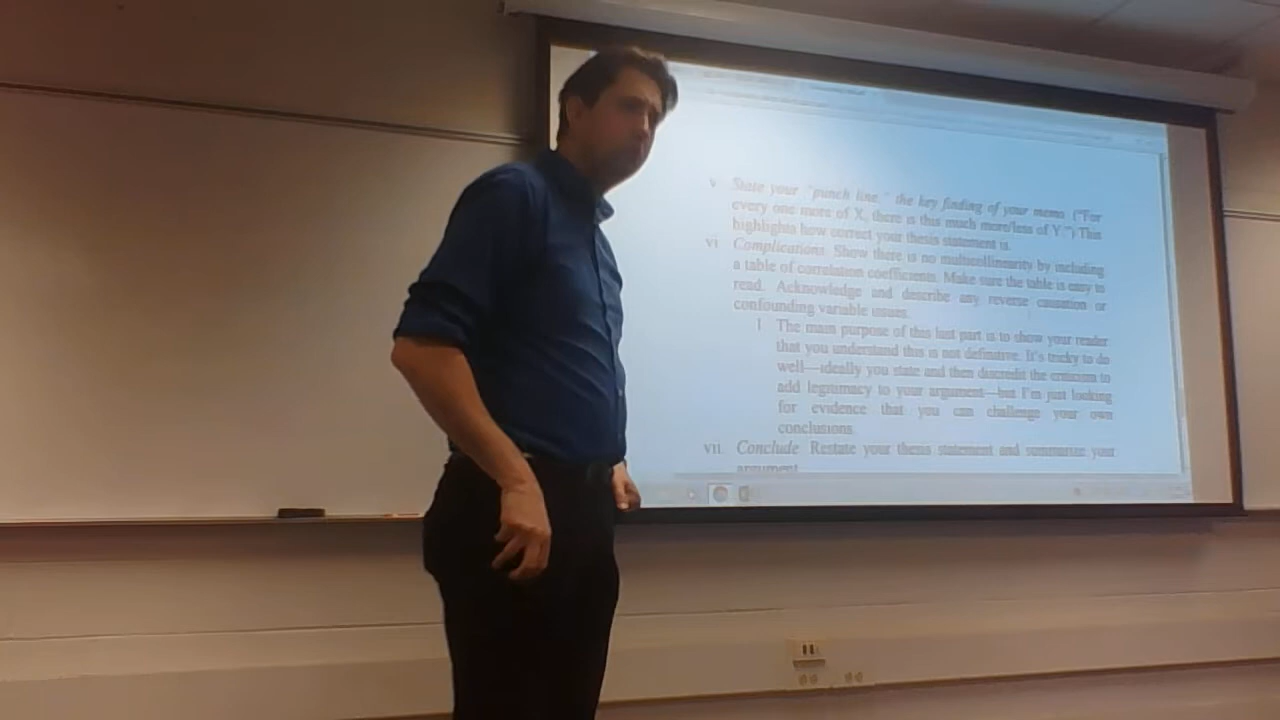 v. State your "punch line," the key finding of your memo. ("For
every one more of X, there is this much more/less of Y.") This
highlights how correct your thesis statement is.
vi. Complications. Show there is no multicollinearity by including
a table of correlation coefficients. Make sure the table is easy to
read. Acknowledge and describe any reverse causation or
confounding variable issues.
1. The main purpose of this last part is to show your reader
that you understand this is not definitive. It's tricky to do
well—ideally you state and then discredit the criticism to
add legitimacy to your argument—but I'm just looking
for evidence that you can challenge your own
conclusions.
vii. Conclude. Restate your thesis statement and summarize your
argument.